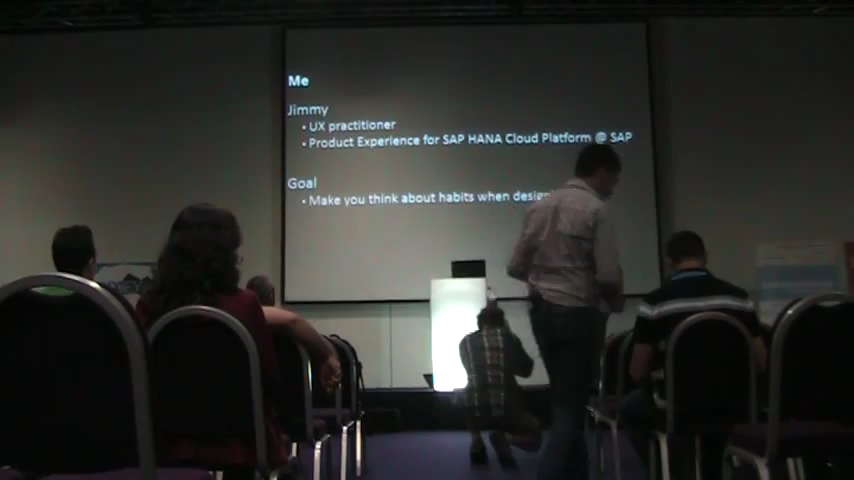 Me
Jimmy
• UX practitioner
• Product Experience for SAP HANA Cloud Platform @ SAP
Goal
• Make you think about habits when design